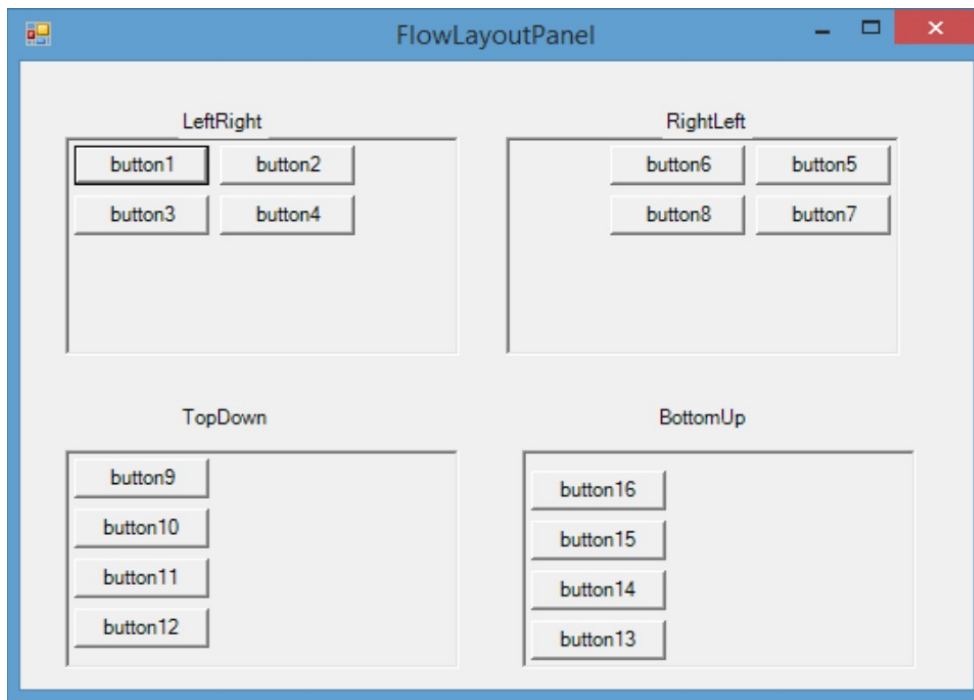 FlowLayoutPanel
LeftRight
button1 button2
button3 button4
RightLeft
button6 button5
button8 button7
TopDown
button9
button10
button11
button12
BottomUp
button16
button15
button14
button13